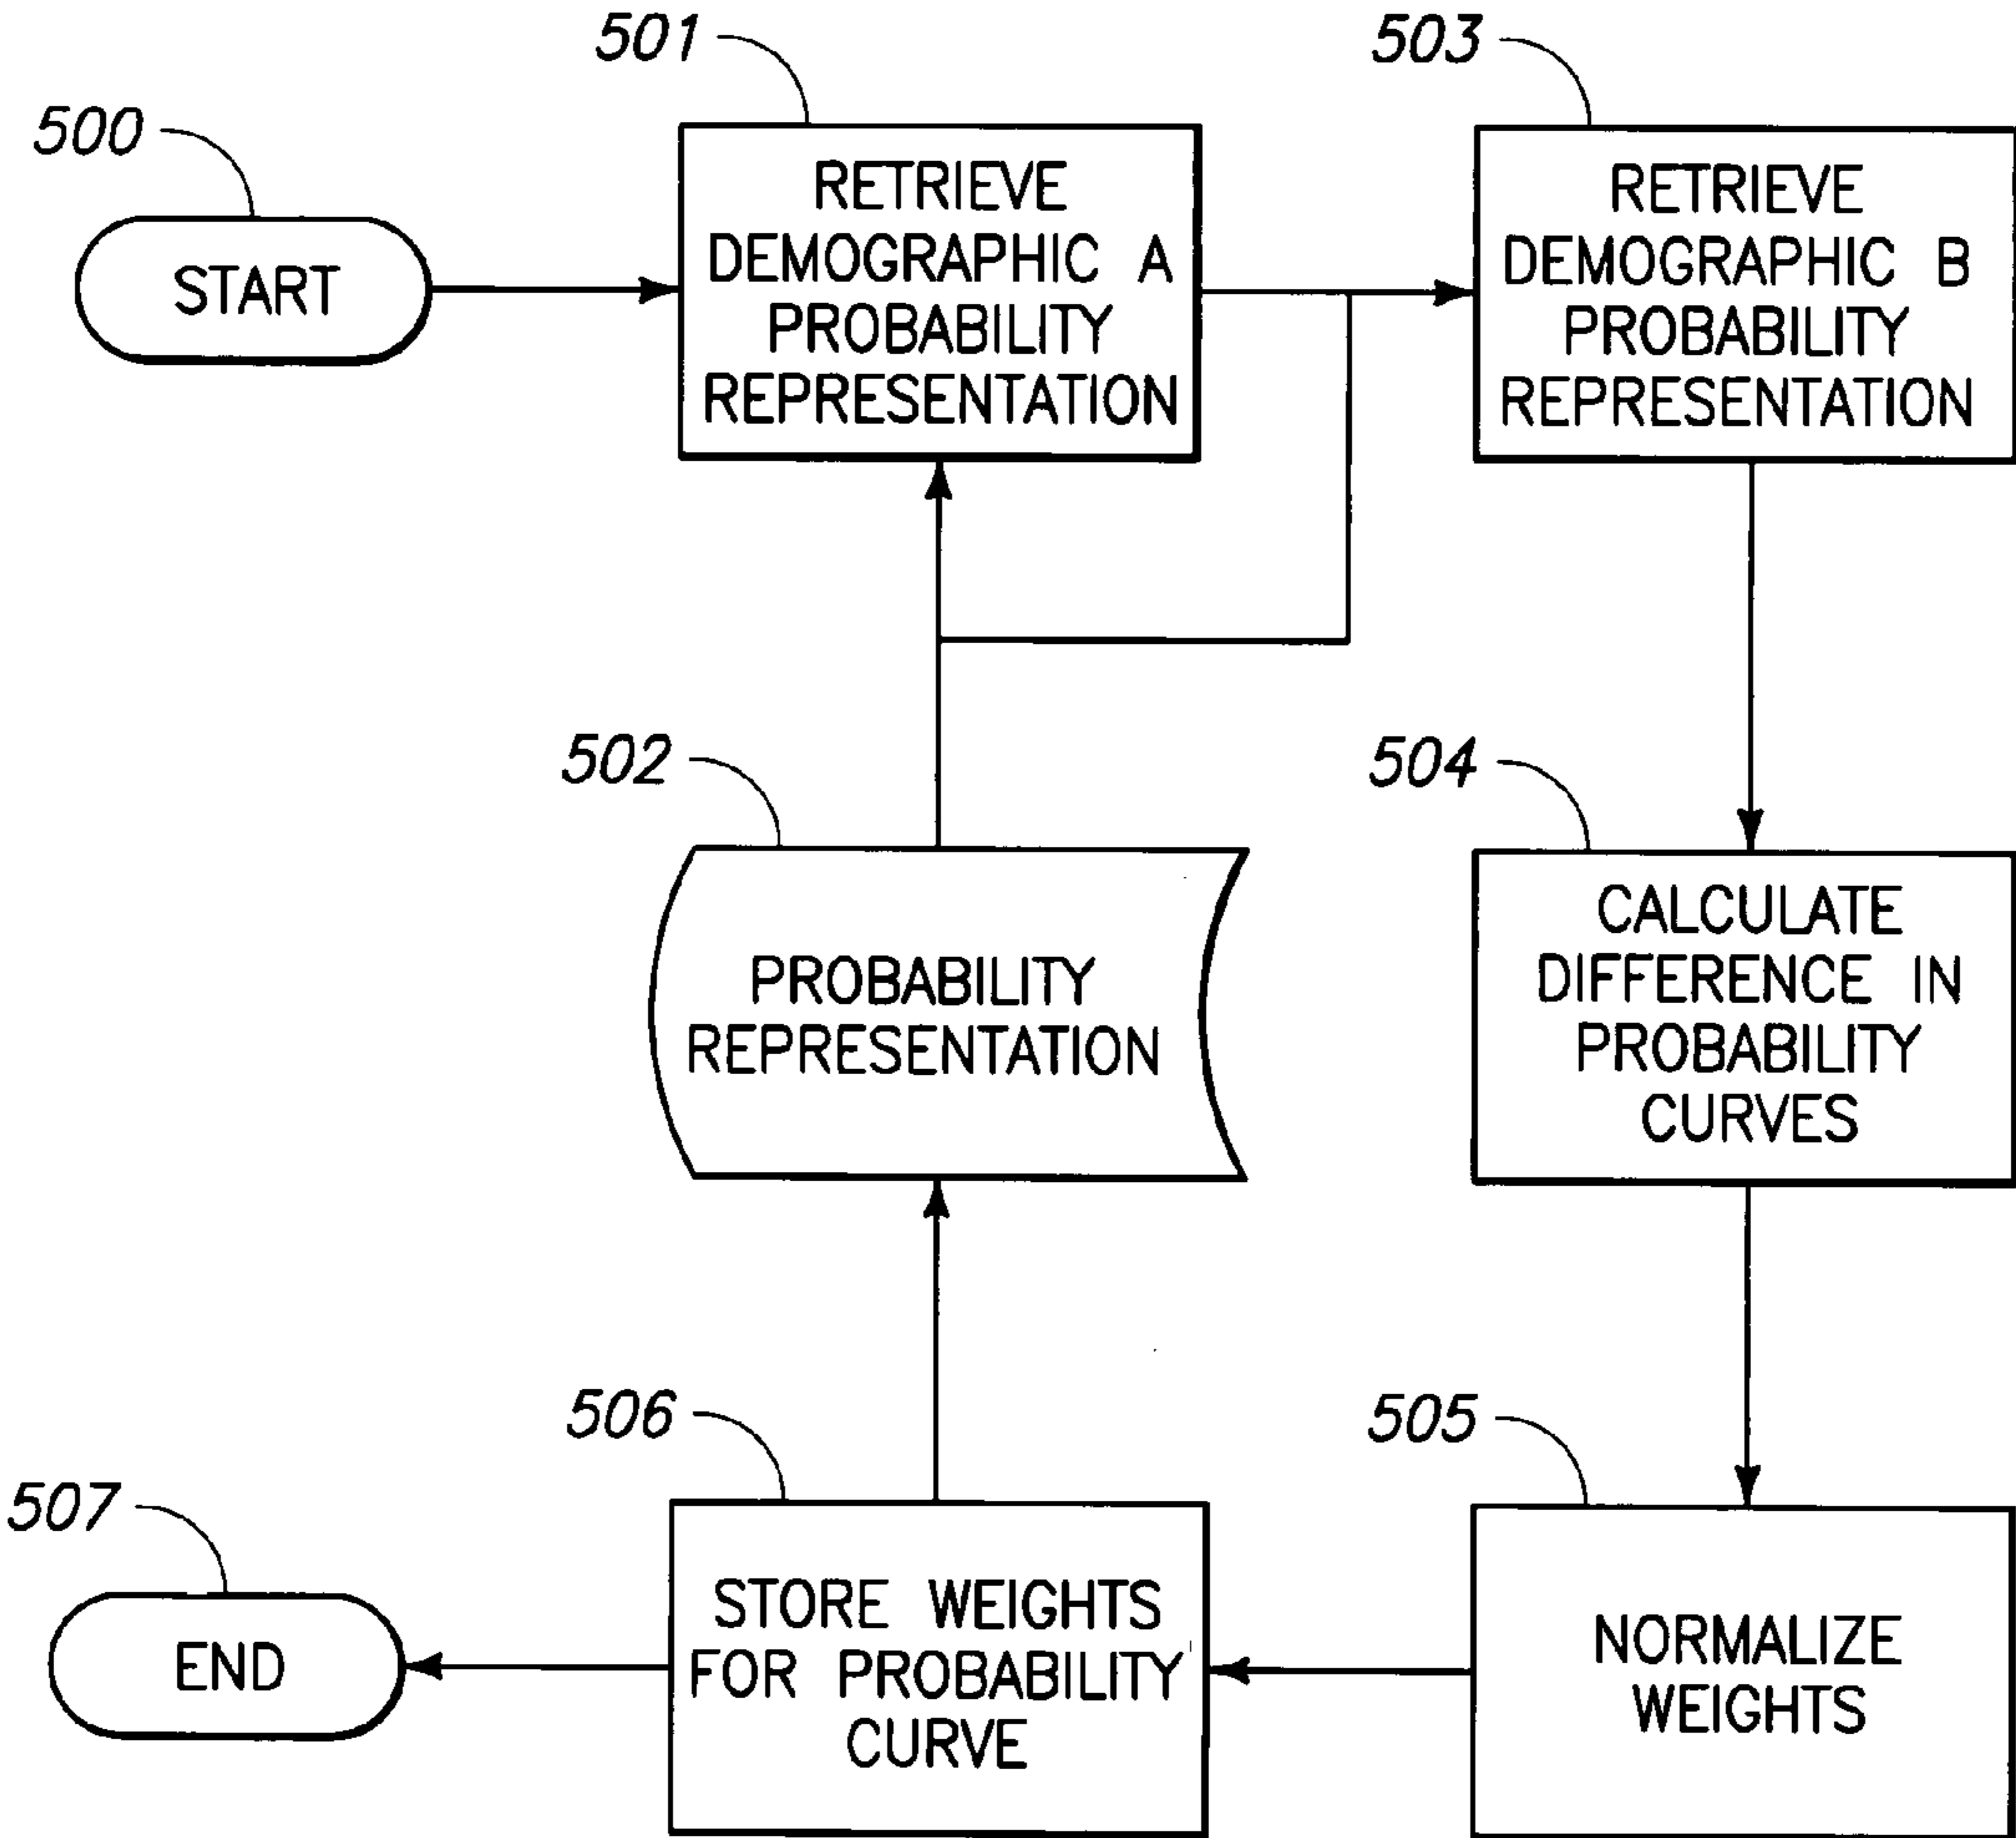 501
503
500
START
RETRIEVE
DEMOGRAPHIC A
PROBABILITY
REPRESENTATION
RETRIEVE
DEMOGRAPHIC B
PROBABILITY
REPRESENTATION
502
504
PROBABILITY
REPRESENTATION
CALCULATE
DIFFERENCE IN
PROBABILITY
CURVES
506
505
507
END
STORE WEIGHTS
FOR PROBABILITY
CURVE
NORMALIZE
WEIGHTS